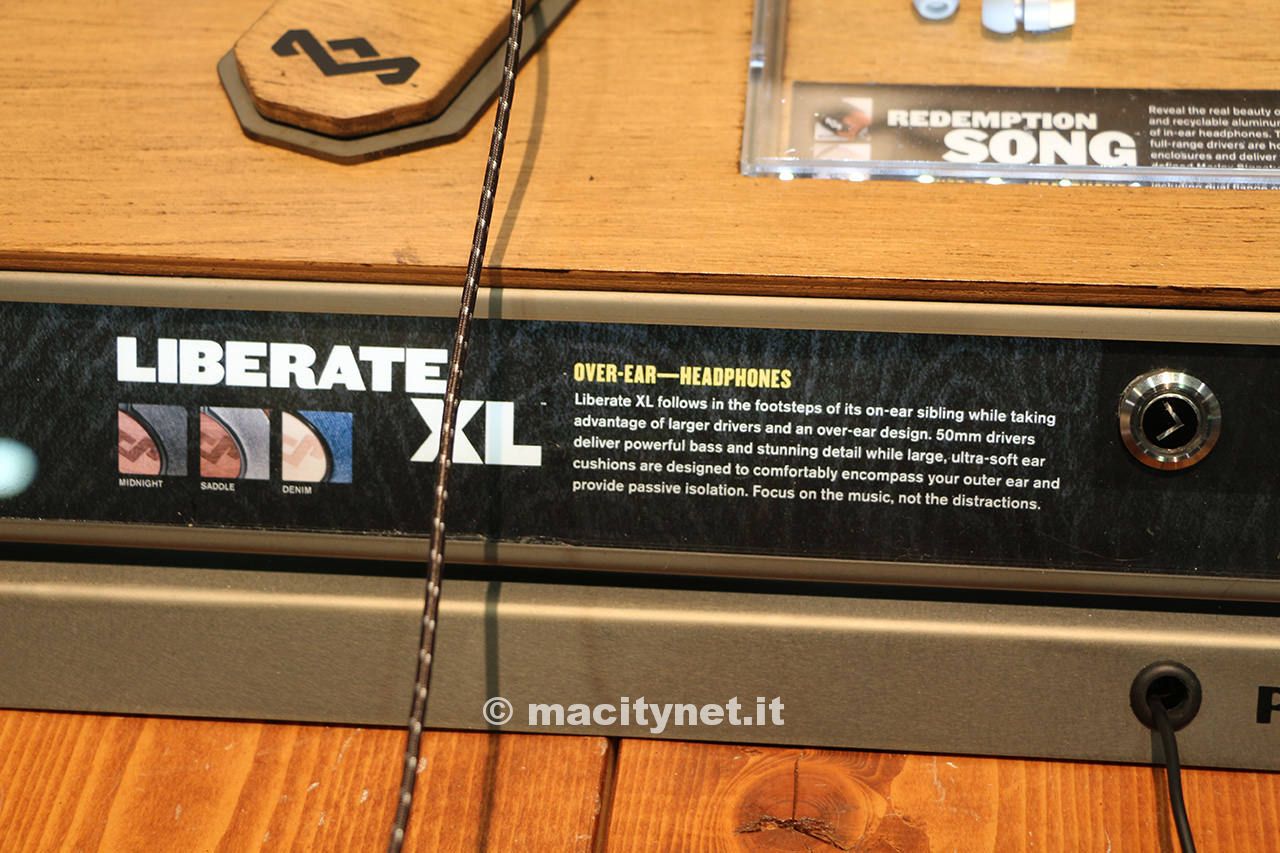 REDEMPTION
SONG
Reveal the real beauty
and recyclable
of in-ear headphones.
full-range drivers are
enclosures and deliver
LIBERATE
XL
MIDNIGHT
SADDLE
DENIM
OVER-EAR—HEADPHONES
Liberate XL follows in the footsteps of its on-ear sibling while taking
advantage of larger drivers and an over-ear design. 50mm drivers
deliver powerful bass and stunning detail while large, ultra-soft ear
cushions are designed to comfortably encompass your outer ear and
provide passive isolation. Focus on the music, not the distractions.
© macitynet.it